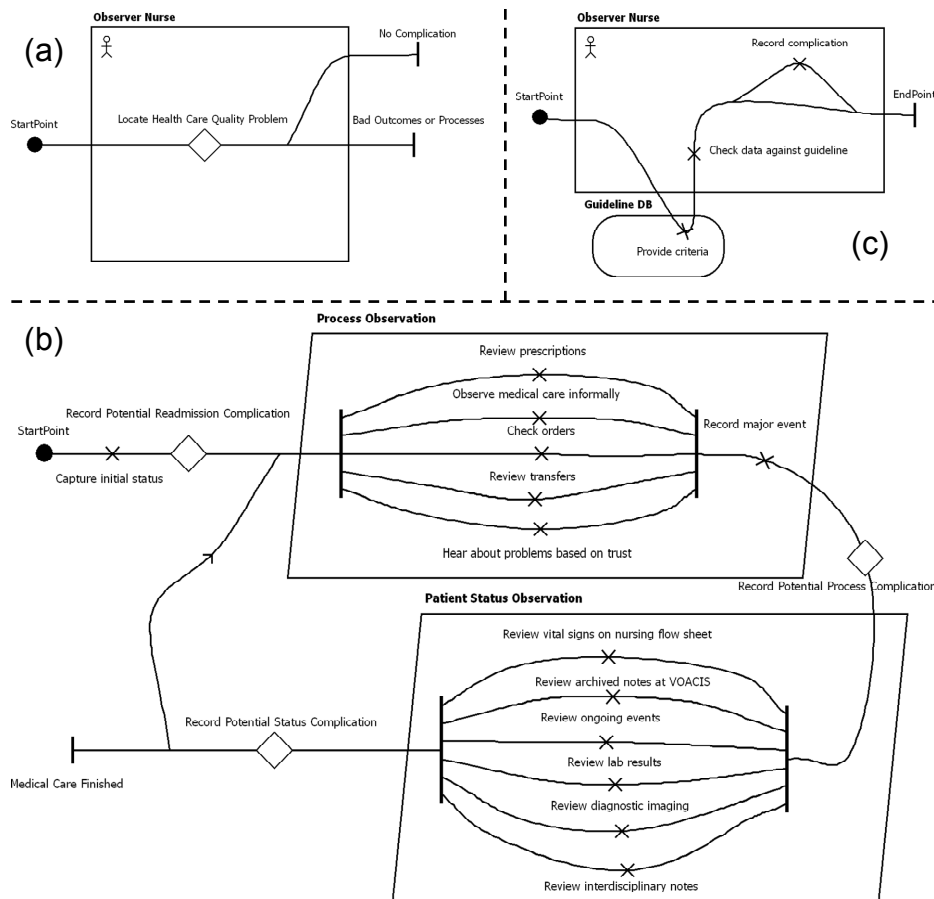 (a)
Observer Nurse
No Complication
StartPoint
Locate Health Care Quality Problem
Bad Outcomes or Processes
Observer Nurse
Record complication
StartPoint
EndPoint
Check data against guideline
Guideline DB
Provide criteria
(c)
(b)
Process Observation
Review prescriptions
Observe medical care informally
Record Potential Readmission Complication
StartPoint
Check orders
Record major event
Capture initial status
Review transfers
Hear about problems based on trust
Record Potential Process Complication
Patient Status Observation
Review vital signs on nursing flow sheet
Review archived notes at VOACIS
Record Potential Status Complication
Review ongoing events
Review lab results
Medical Care Finished
Review diagnostic imaging
Review interdisciplinary notes